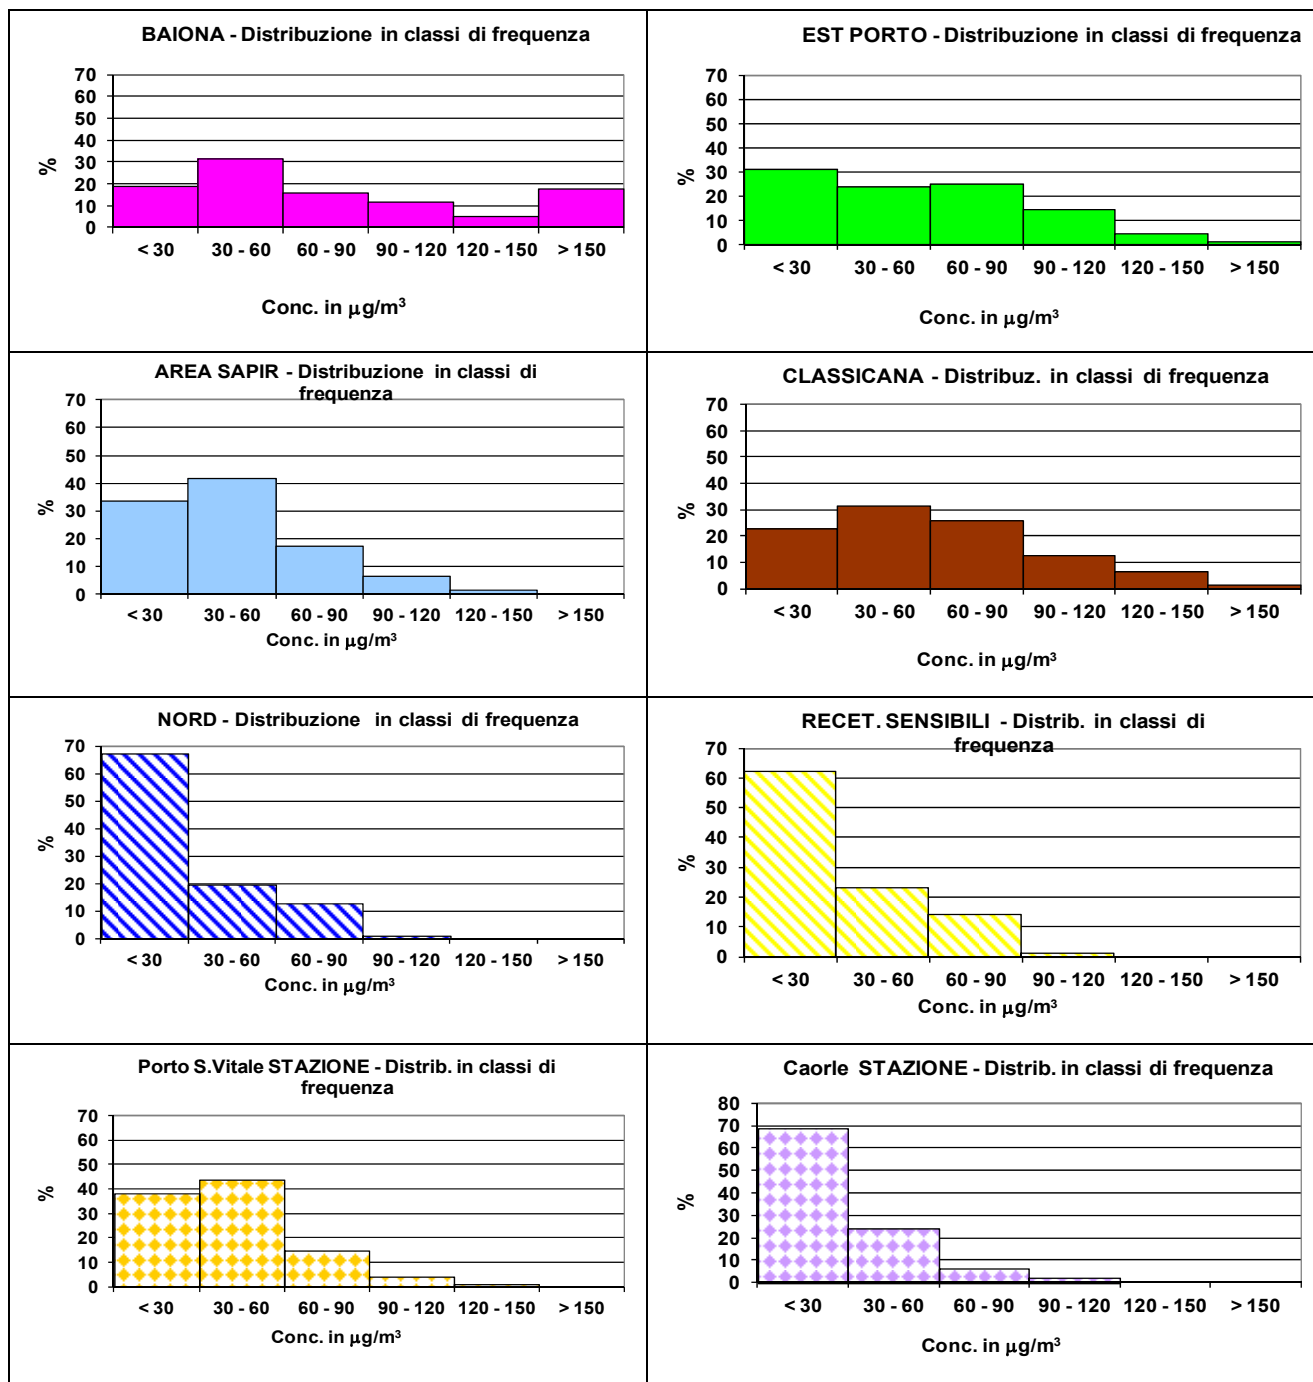 BAIONA - Distribuzione in classi di frequenza
70
60
50
40
30
20
10
0
%
< 30 30 - 60 60 - 90 90 - 120 120 - 150 > 150
Conc. in µg/m³
EST PORTO - Distribuzione in classi di frequenza
70
60
50
40
30
20
10
0
%
< 30 30 - 60 60 - 90 90 - 120 120 - 150 > 150
Conc. in µg/m³
AREA SAPIR - Distribuzione in classi di
frequenza
70
60
50
40
30
20
10
0
%
< 30 30 - 60 60 - 90 90 - 120 120 - 150 > 150
Conc. in µg/m³
CLASSICANA - Distribuz. in classi di frequenza
70
60
50
40
30
20
10
0
%
< 30 30 - 60 60 - 90 90 - 120 120 - 150 > 150
Conc. in µg/m³
NORD - Distribuzione in classi di frequenza
70
60
50
40
30
20
10
0
%
< 30 30 - 60 60 - 90 90 - 120 120 - 150 > 150
Conc. in µg/m³
RECET. SENSIBILI - Distrib. in classi di
frequenza
70
60
50
40
30
20
10
0
%
< 30 30 - 60 60 - 90 90 - 120 120 - 150 > 150
Conc. in µg/m³
Porto S.Vitale STAZIONE - Distrib. in classi di
frequenza
70
60
50
40
30
20
10
0
%
< 30 30 - 60 60 - 90 90 - 120 120 - 150 > 150
Conc. in µg/m³
Caorle STAZIONE - Distrib. in classi di frequenza
80
70
60
50
40
30
20
10
0
%
< 30 30 - 60 60 - 90 90 - 120 120 - 150 > 150
Conc. in µg/m³